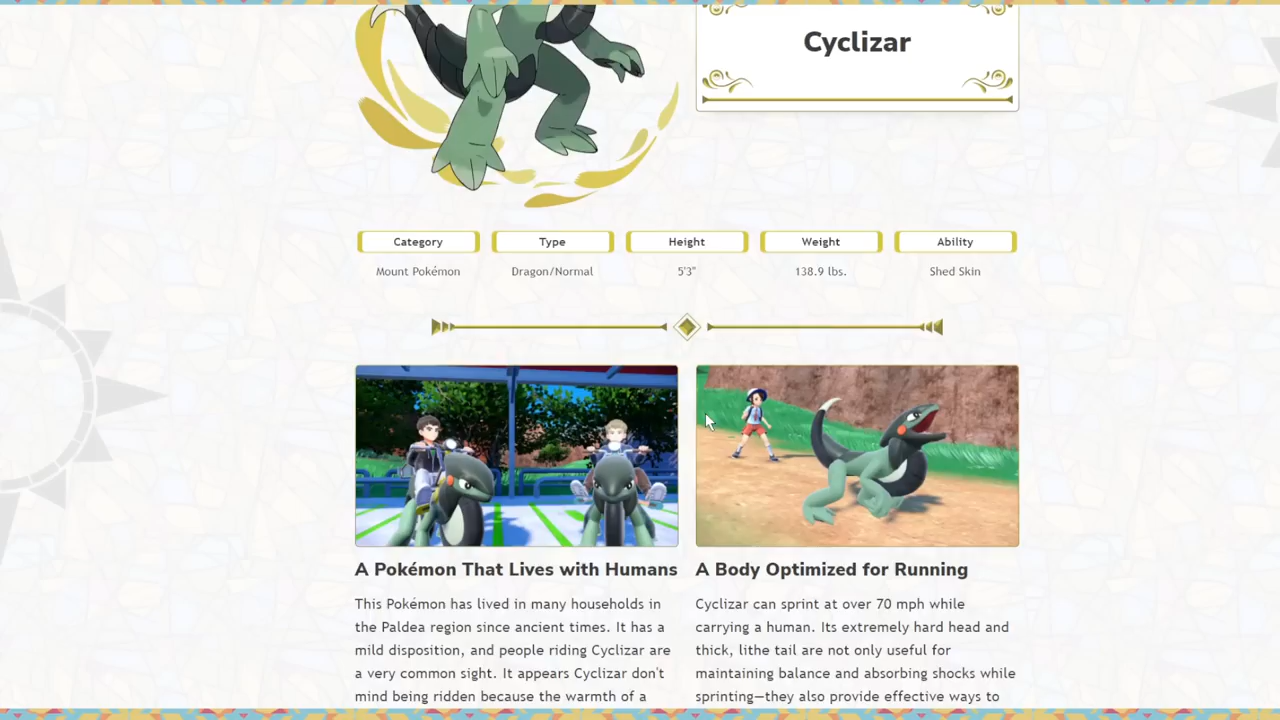 Cyclizar
Category
Type
Height
Weight
Ability
Mount Pokémon
Dragon/Normal
5'3"
138.9 lbs.
Shed Skin
A Pokémon That Lives with Humans
This Pokémon has lived in many households in
the Paldea region since ancient times. It has a
mild disposition, and people riding Cyclizar are
a very common sight. It appears Cyclizar don't
mind being ridden because the warmth of a
A Body Optimized for Running
Cyclizar can sprint at over 70 mph while
carrying a human. Its extremely hard head and
thick, lithe tail are not only useful for
maintaining balance and absorbing shocks while
sprinting—they also provide effective ways to